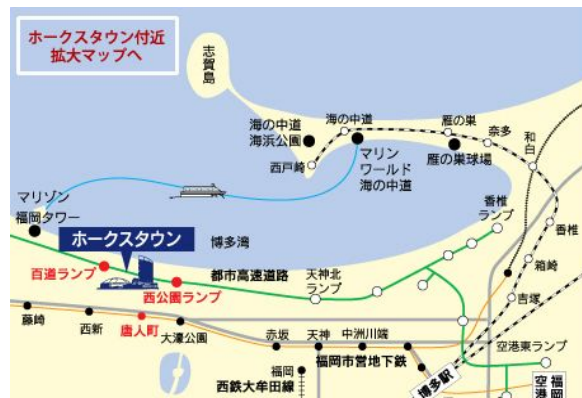 ホークスタウン付近
拡大マップへ
志賀島
海の中道
海浜公園
海の中道
雁の巣
奈多
和白
西戸崎
マリン
ワールド
海の中道
雁の巣球場
マリゾン
福岡タワー
香椎
ランプ
ホークスタウン
博多湾
香椎
百道ランプ
西公園ランプ
都市高速道路
天神北
ランプ
箱崎
吉塚
藤崎
西新
唐人町
大濠公園
赤坂
天神
中洲川端
空港東ランプ
福岡市営地下鉄
福岡
西鉄大牟田線
博多駅
福岡
空港